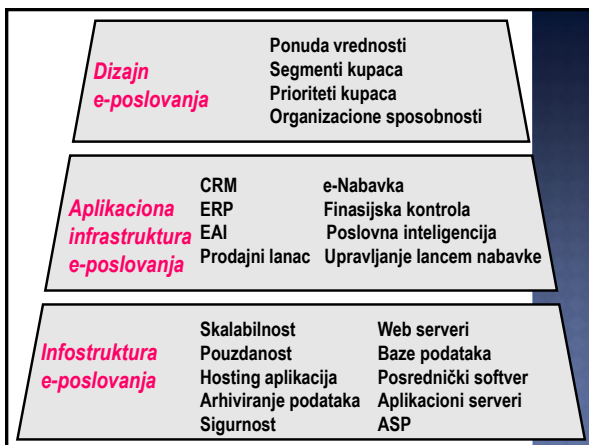 Dizajn
e-poslovanja
Ponuda vrednosti
Segmenti kupaca
Prioriteti kupaca
Organizacione sposobnosti
Aplikaciona
infrastruktura
e-poslovanja
CRM e-Nabavka
ERP Finasijska kontrola
EAI Poslovna inteligencija
Prodajni lanac Upravljanje lancem nabavke
Infostruktura
e-poslovanja
Skalabilnost Web serveri
Pouzdanost Baze podataka
Hosting aplikacija Posrednički softver
Arhiviranje podataka Aplikacioni serveri
Sigurnost ASP